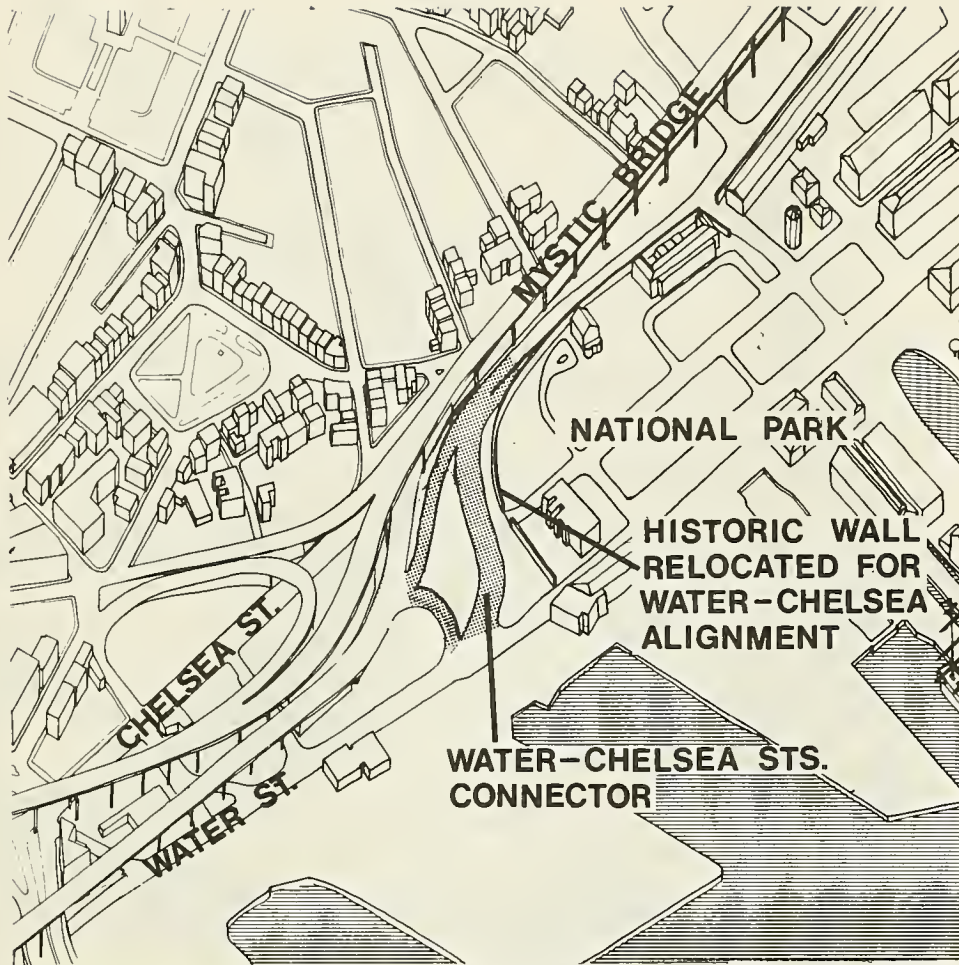 MYSTIC BRIDGE
NATIONAL PARK
HISTORIC WALL
RELOCATED FOR
WATER-CHELSEA
ALIGNMENT
CHELSEA ST.
WATER-CHELSEA STS.
CONNECTOR
WATER ST.